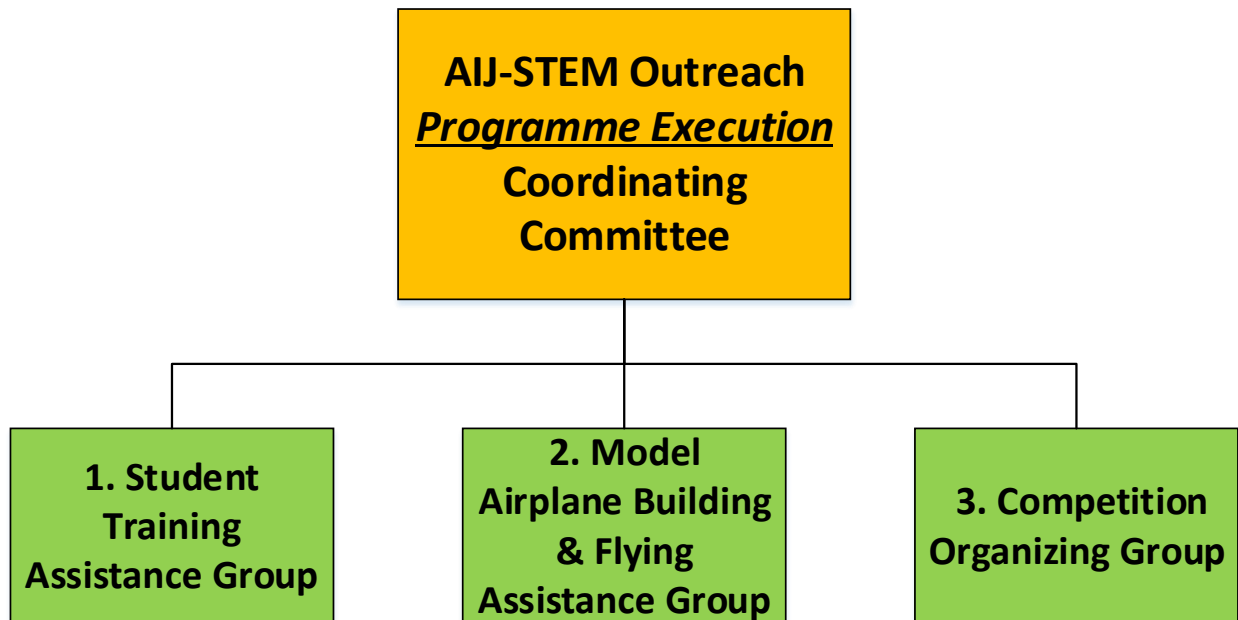 AIJ-STEM Outreach
Programme Execution
Coordinating
Committee
1. Student
Training
Assistance Group
2. Model
Airplane Building
& Flying
Assistance Group
3. Competition
Organizing Group